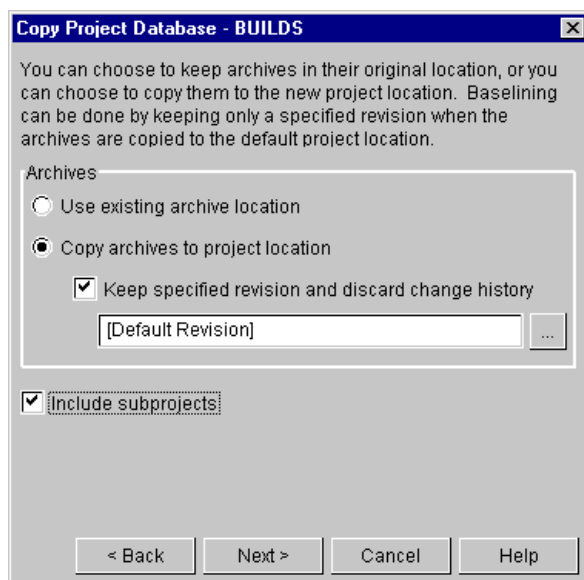 Copy Project Database - BUILDS
You can choose to keep archives in their original location, or you
can choose to copy them to the new project location. Baselining
can be done by keeping only a specified revision when the
archives are copied to the default project location.
Archives
Use existing archive location
Copy archives to project location
Keep specified revision and discard change history
[Default Revision]
...
Include subprojects
< Back
Next >
Cancel
Help